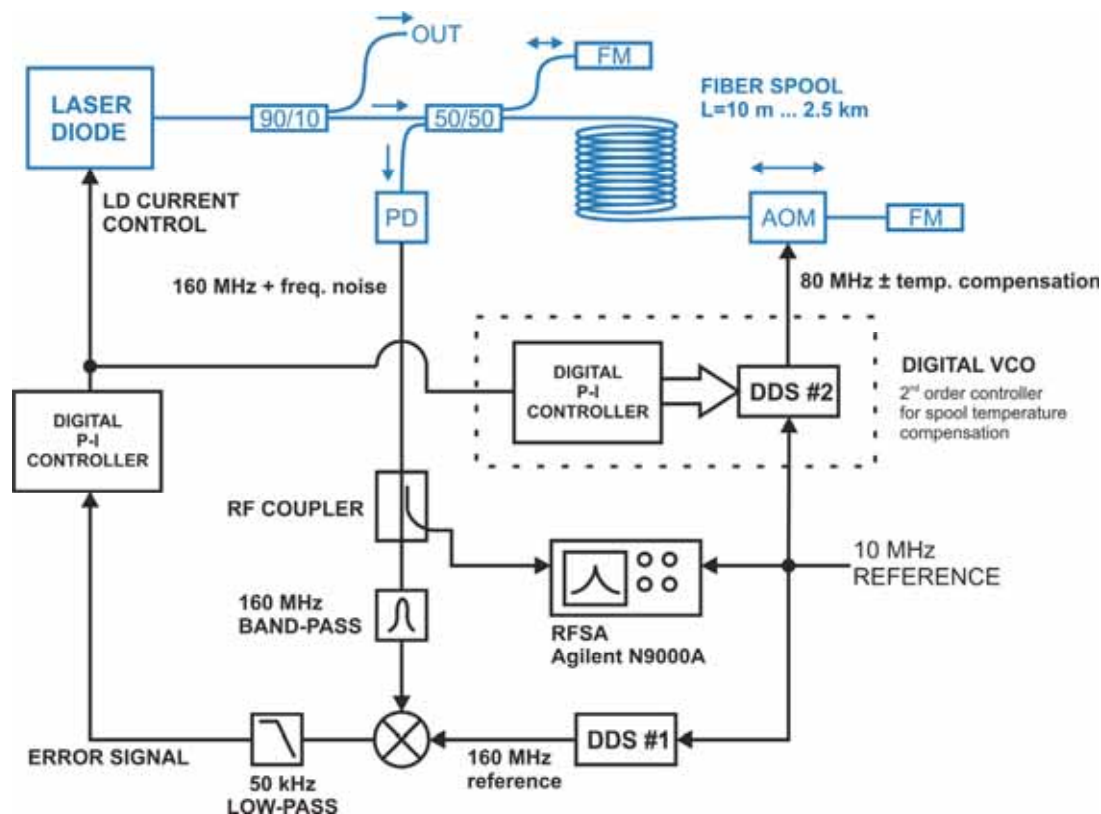 OUT
FM
LASER
DIODE
90/10
50/50
FIBER SPOOL
L=10 m ... 2.5 km
LD CURRENT
CONTROL
PD
AOM
FM
160 MHz + freq. noise
80 MHz ± temp. compensation
DIGITAL
P-I
CONTROLLER
DIGITAL
P-I
CONTROLLER
DDS #2
DIGITAL VCO
2nd order controller
for spool temperature
compensation
RF COUPLER
10 MHz
REFERENCE
160 MHz
BAND-PASS
RFSA
Agilent N9000A
ERROR SIGNAL
50 kHz
LOW-PASS
160 MHz
reference
DDS #1